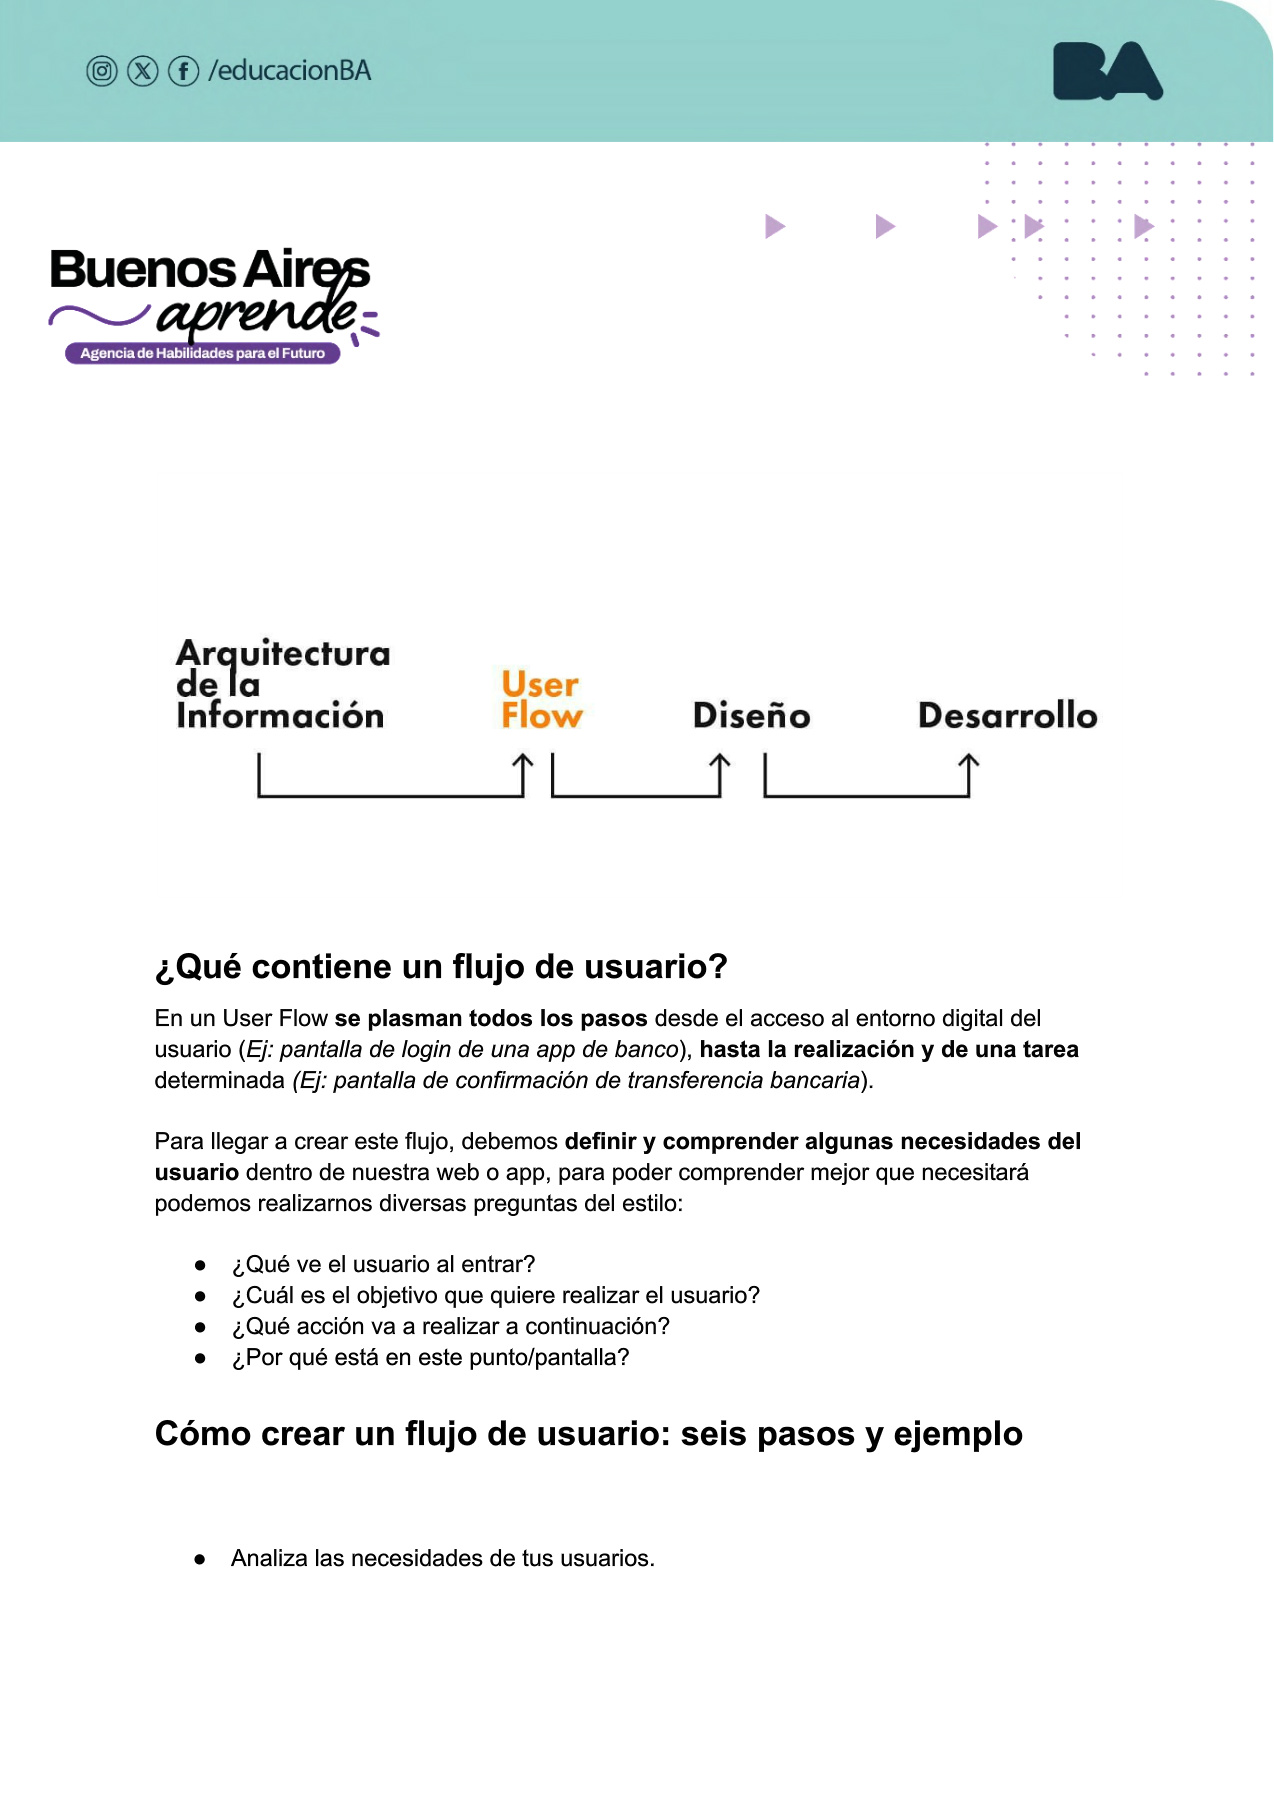 /educacionBA
BA
Buenos Aires
aprende
Agencia de Habilidades para el Futuro
Arquitectura
de la
Información
User
Flow
Diseño
Desarrollo
¿Qué contiene un flujo de usuario?
En un User Flow se plasman todos los pasos desde el acceso al entorno digital del
usuario (Ej: pantalla de login de una app de banco), hasta la realización y de una tarea
determinada (Ej: pantalla de confirmación de transferencia bancaria).
Para llegar a crear este flujo, debemos definir y comprender algunas necesidades del
usuario dentro de nuestra web o app, para poder comprender mejor que necesitará
podemos realizarnos diversas preguntas del estilo:
● ¿Qué ve el usuario al entrar?
● ¿Cuál es el objetivo que quiere realizar el usuario?
● ¿Qué acción va a realizar a continuación?
● ¿Por qué está en este punto/pantalla?
Cómo crear un flujo de usuario: seis pasos y ejemplo
● Analiza las necesidades de tus usuarios.